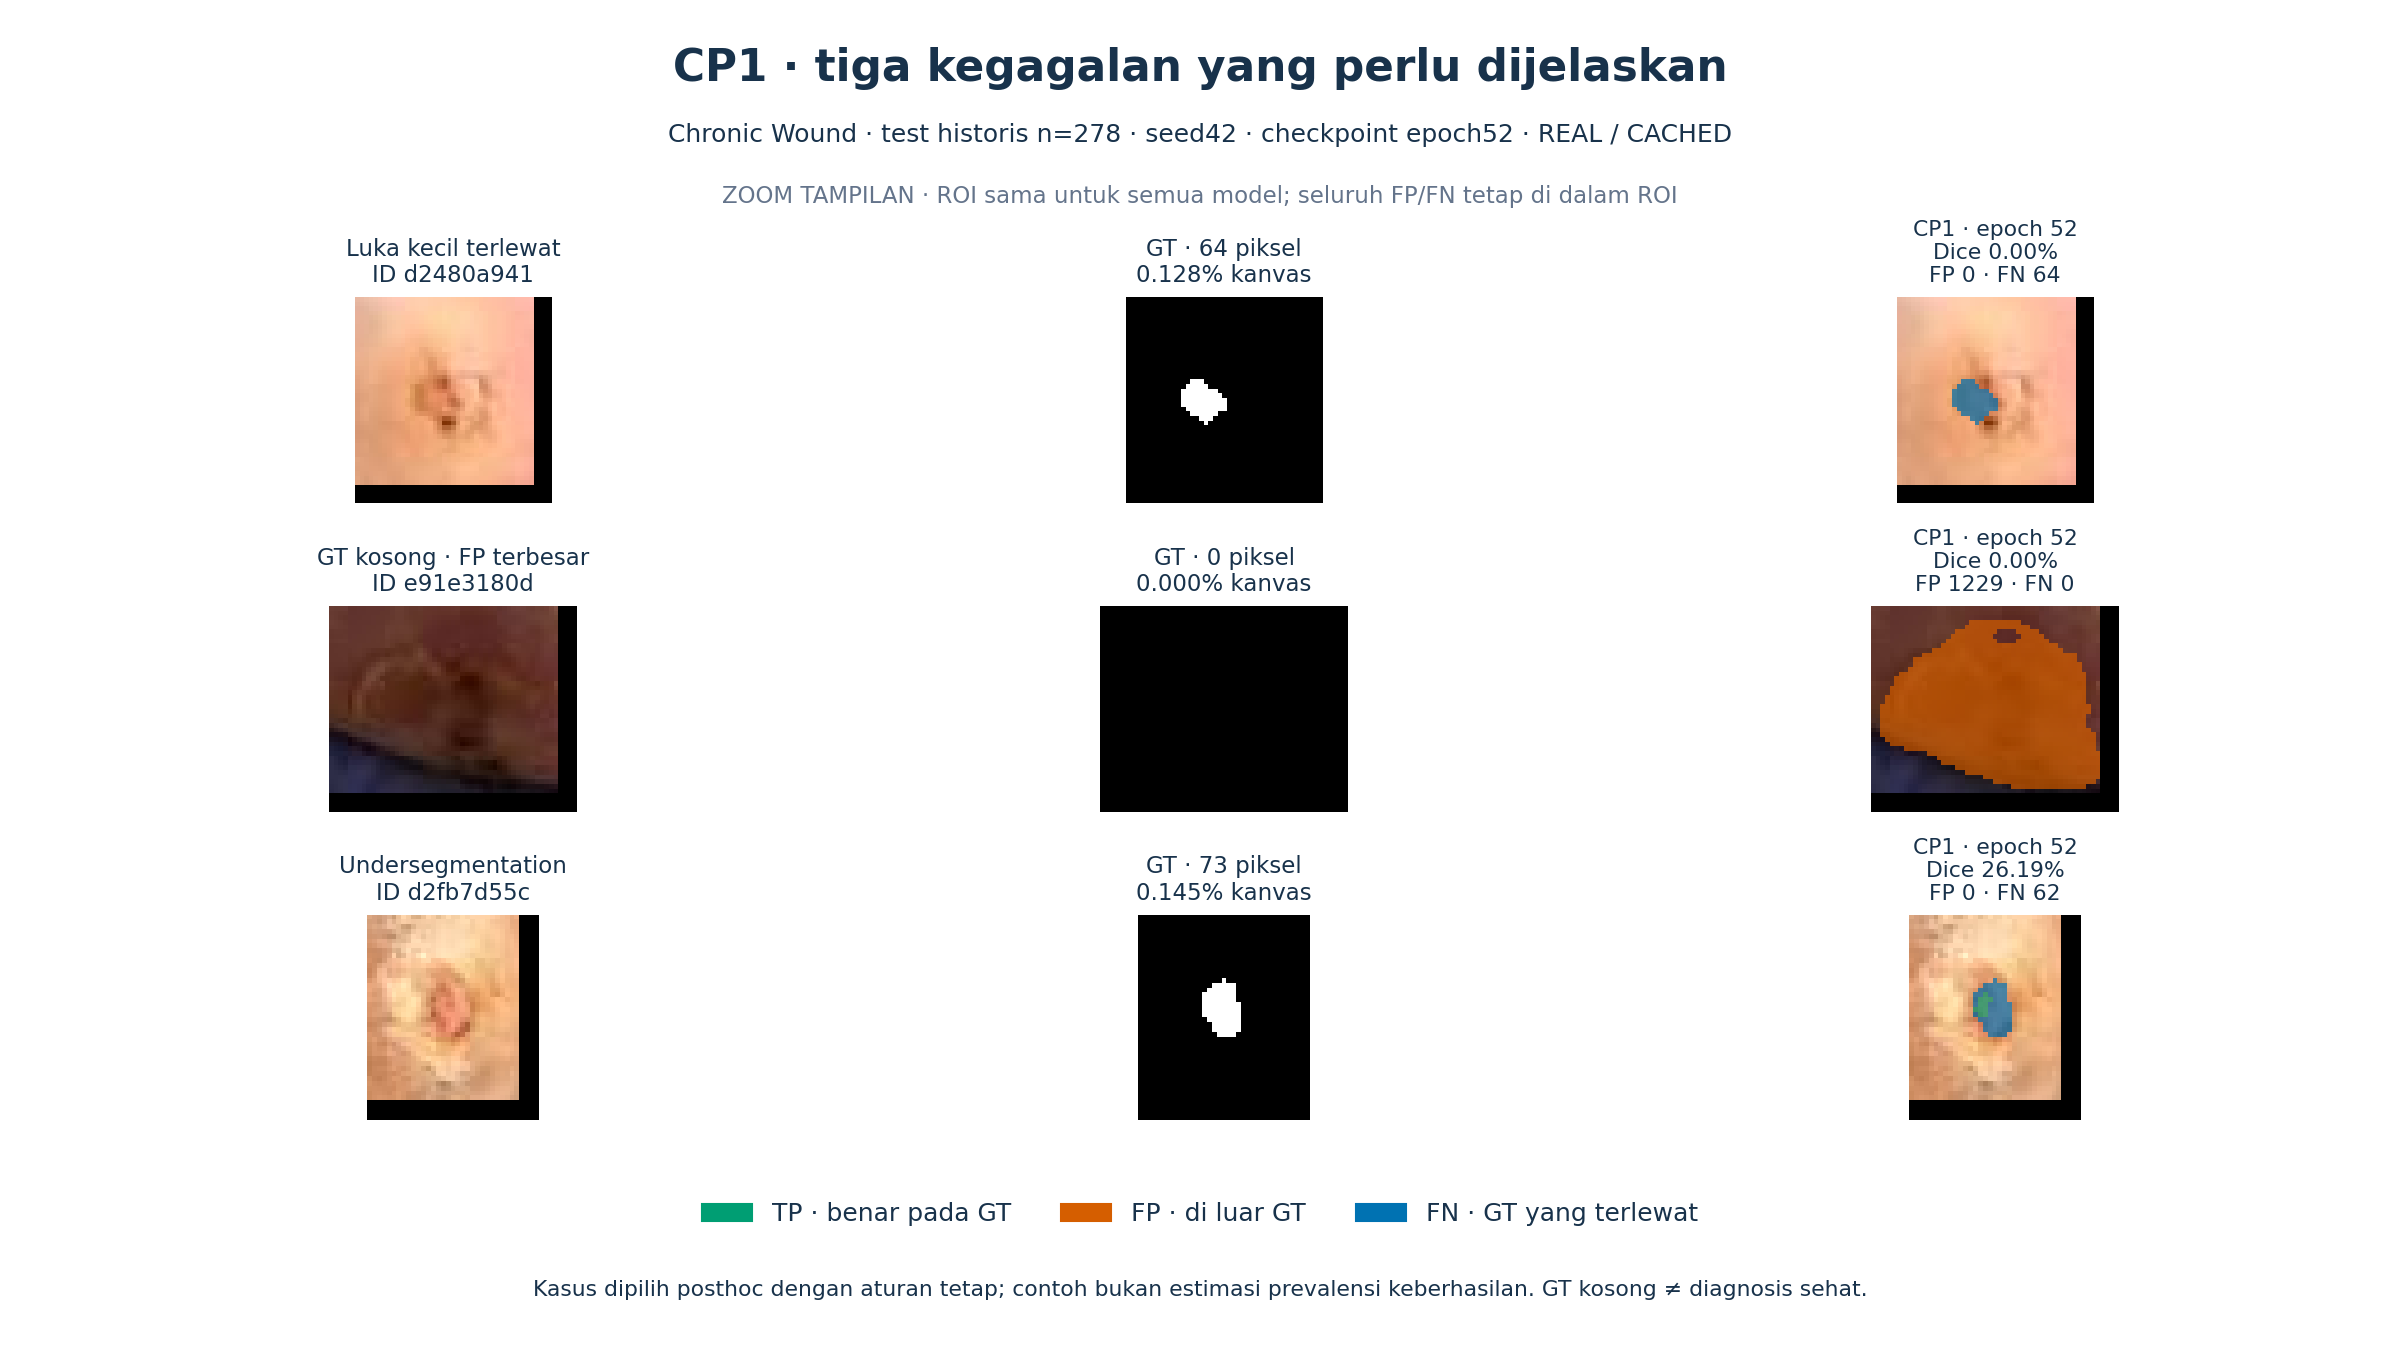 CP1 · tiga kegagalan yang perlu dijelaskan
Chronic Wound · test historis n=278 · seed42 · checkpoint epoch52 · REAL / CACHED
ZOOM TAMPILAN · ROI sama untuk semua model; seluruh FP/FN tetap di dalam ROI
Luka kecil terlewat
ID d2480a941
GT · 64 piksel
0.128% kanvas
CP1 · epoch 52
Dice 0.00%
FP 0 · FN 64
GT kosong · FP terbesar
ID e91e3180d
GT · 0 piksel
0.000% kanvas
CP1 · epoch 52
Dice 0.00%
FP 1229 · FN 0
Undersegmentation
ID d2fb7d55c
GT · 73 piksel
0.145% kanvas
CP1 · epoch 52
Dice 26.19%
FP 0 · FN 62
TP · benar pada GT
FP · di luar GT
FN · GT yang terlewat
Kasus dipilih posthoc dengan aturan tetap; contoh bukan estimasi prevalensi keberhasilan. GT kosong ≠ diagnosis sehat.